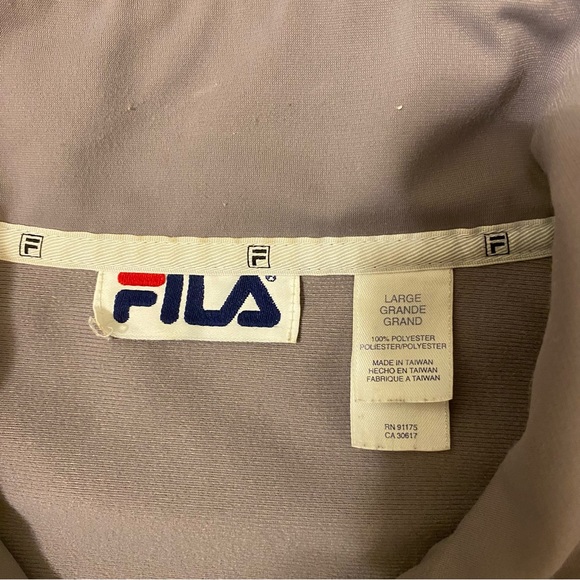 F F F
FILA®
LARGE
GRANDE
GRAND
100% POLYESTER
POLIESTER/POLYESTER
MADE IN TAIWAN
HECHO EN TAIWAN
FABRIQUE A TAIWAN
RN 91175
CA 30617